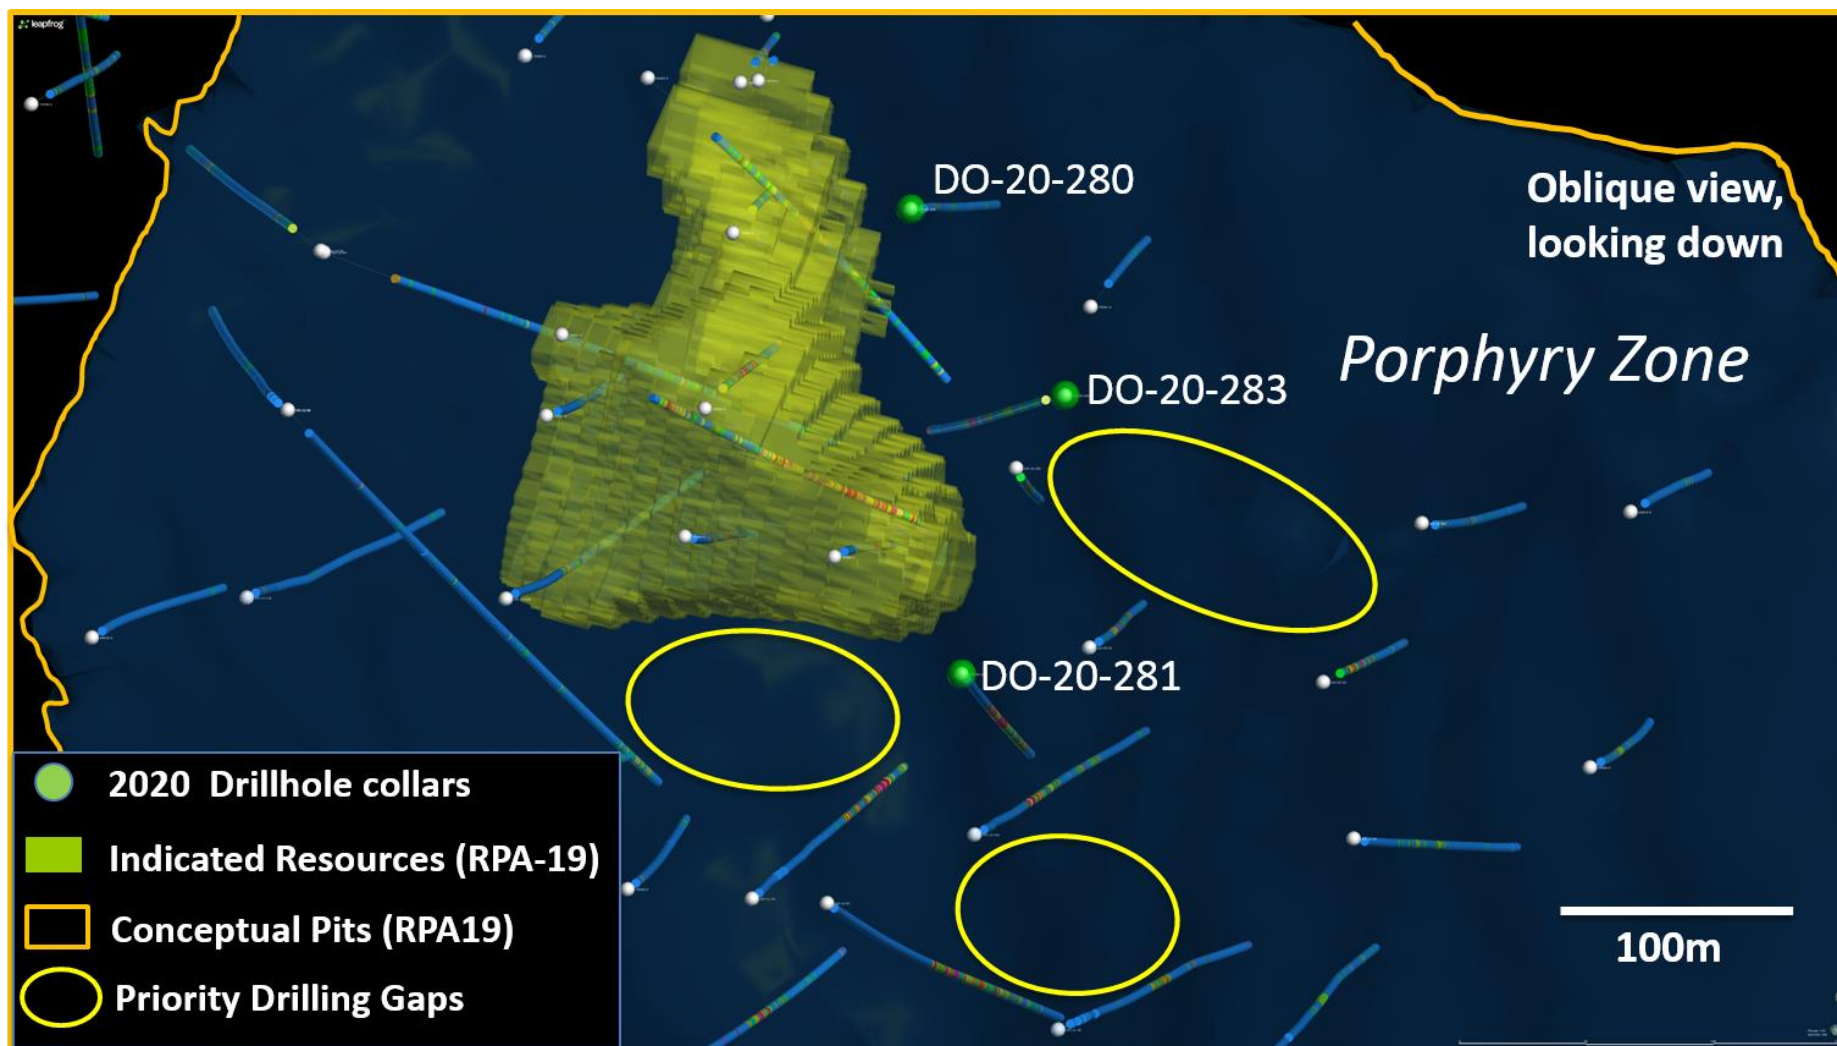 leapfrog
DO-20-280
Oblique view,
looking down
Porphyry Zone
DO-20-283
DO-20-281
2020 Drillhole collars
Indicated Resources (RPA-19)
Conceptual Pits (RPA19)
Priority Drilling Gaps
100m